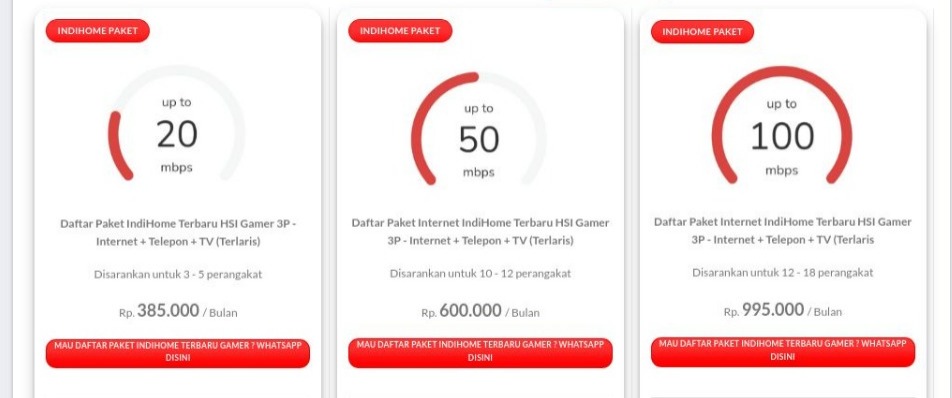 INDIHOME PAKET
up to
20
mbps
Daftar Paket IndiHome Terbaru HSI Gamer 3P -
Internet + Telepon + TV (Terlaris)
Disarankan untuk 3 - 5 perangakat
Rp. 385.000 / Bulan
MAU DAFTAR PAKET INDIHOME TERBARU GAMER ? WHATSAPP
DISINI
INDIHOME PAKET
up to
50
mbps
Daftar Paket Internet IndiHome Terbaru HSI Gamer
3P - Internet + Telepon + TV (Terlaris)
Disarankan untuk 10 - 12 perangakat
Rp. 600.000 / Bulan
MAU DAFTAR PAKET INDIHOME TERBARU GAMER ? WHATSAPP
DISINI
INDIHOME PAKET
up to
100
mbps
Daftar Paket Internet IndiHome Terbaru HSI Gamer
3P - Internet + Telepon + TV (Terlaris
Disarankan untuk 12 - 18 perangakat
Rp. 995.000 / Bulan
MAU DAFTAR PAKET INDIHOME TERBARU GAMER ? WHATSAPP
DISINI